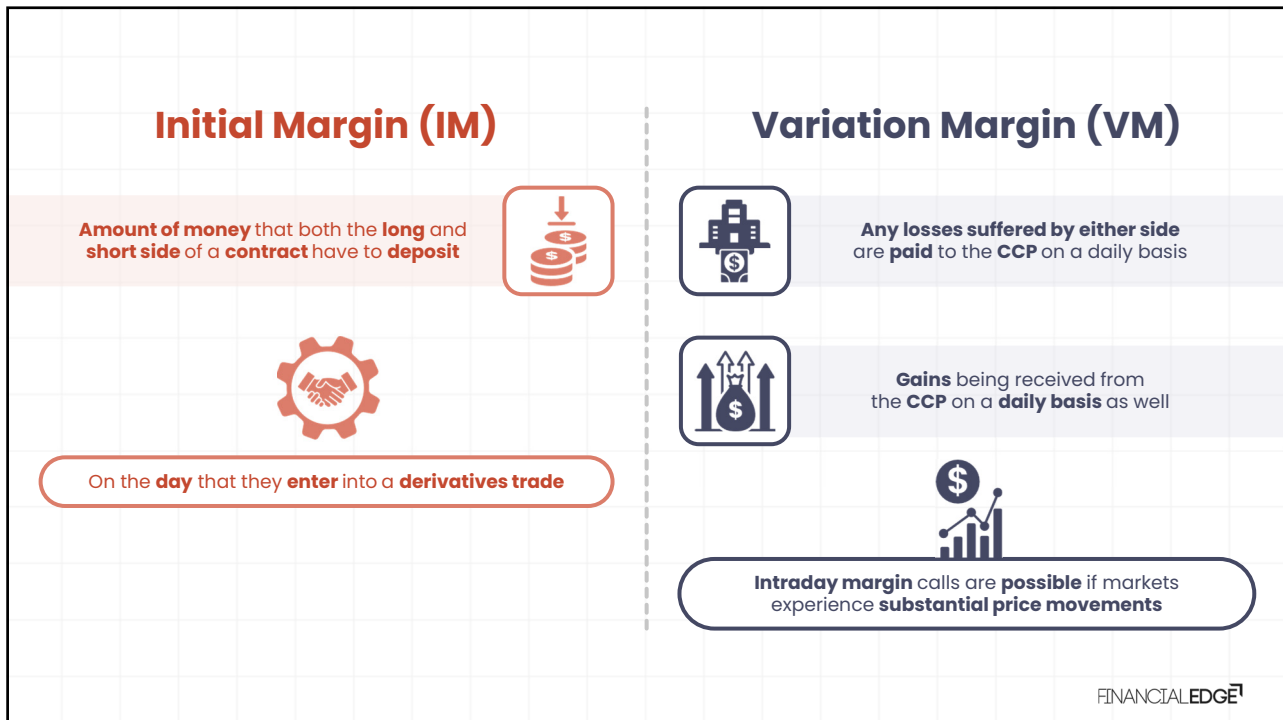 Initial Margin (IM)
Amount of money that both the long and
short side of a contract have to deposit
On the day that they enter into a derivatives trade
Variation Margin (VM)
Any losses suffered by either side
are paid to the CCP on a daily basis
Gains being received from
the CCP on a daily basis as well
Intraday margin calls are possible if markets
experience substantial price movements
FINANCIALEDGE